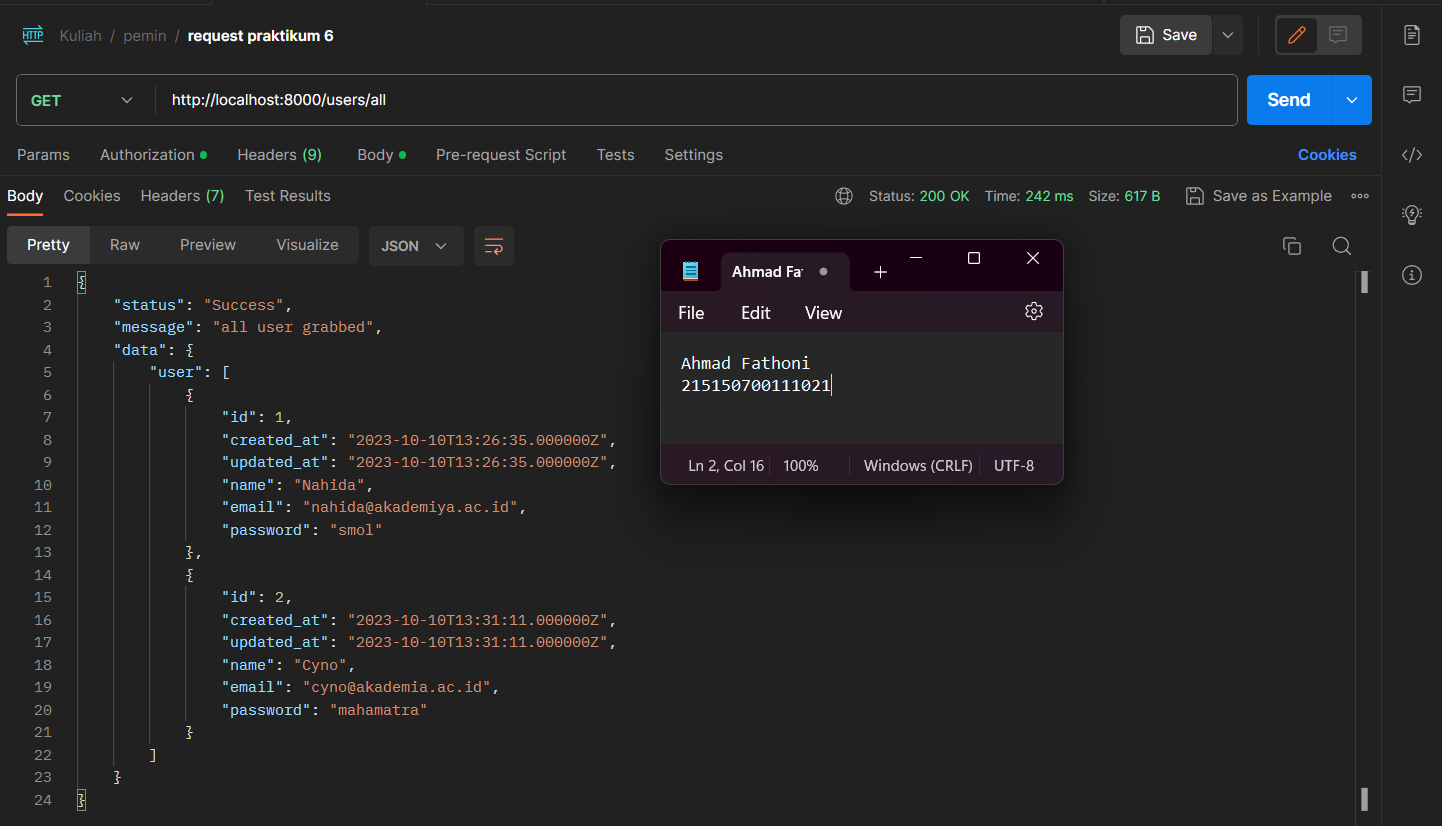 HTTP Kuliah / pemin / request praktikum 6 Save
GET http://localhost:8000/users/all Send
Params Authorization Headers (9) Body Pre-request Script Tests Settings Cookies
Body Cookies Headers (7) Test Results Status: 200 OK Time: 242 ms Size: 617 B Save as Example
Pretty Raw Preview Visualize JSON
1 {
2 "status": "Success",
3 "message": "all user grabbed",
4 "data": {
5 "user": [
6 {
7 "id": 1,
8 "created_at": "2023-10-10T13:26:35.000000Z",
9 "updated_at": "2023-10-10T13:26:35.000000Z",
10 "name": "Nahida",
11 "email": "nahida@akademiya.ac.id",
12 "password": "smol"
13 },
14 {
15 "id": 2,
16 "created_at": "2023-10-10T13:31:11.000000Z",
17 "updated_at": "2023-10-10T13:31:11.000000Z",
18 "name": "Cyno",
19 "email": "cyno@akademia.ac.id",
20 "password": "mahamatra"
21 }
22 ]
23 }
24 }
Ahmad Fat
File Edit View
Ahmad Fathoni
215150700111021
Ln 2, Col 16 100% Windows (CRLF) UTF-8